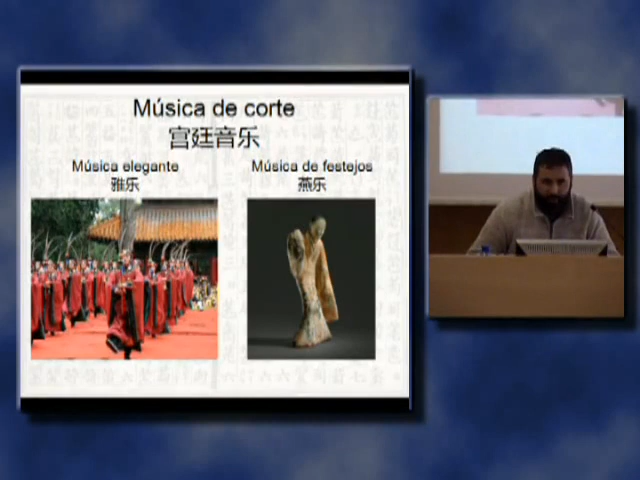 Música de corte
宫廷音乐
Música elegante
雅乐
Música de festejos
燕乐